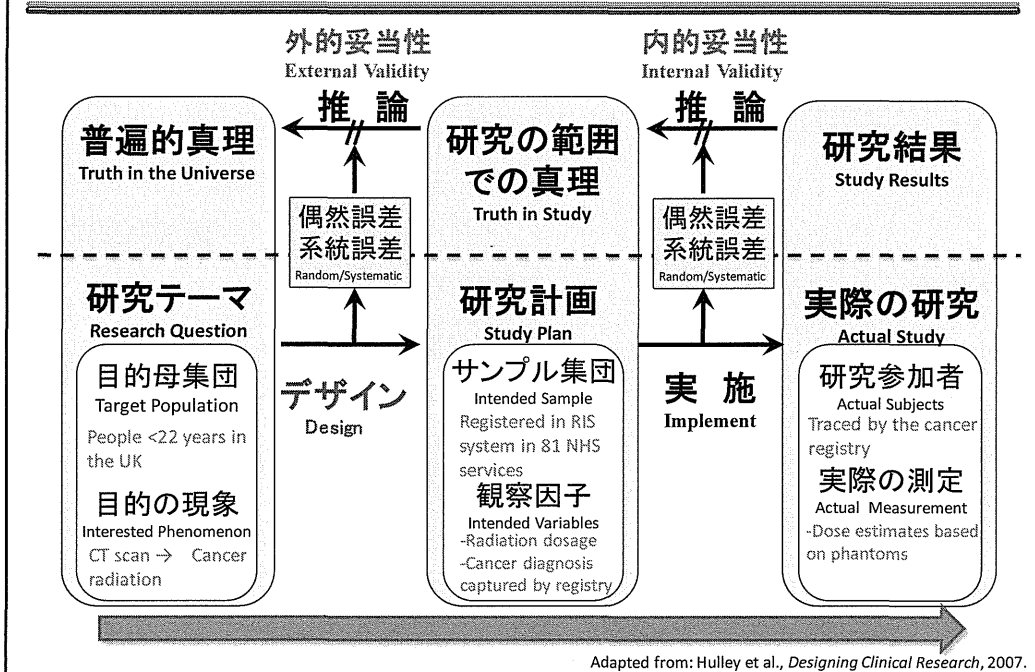 外的妥当性
External Validity
推 論
内的妥当性
Internal Validity
推 論
普遍的真理
Truth in the Universe
研究の範囲
での真理
Truth in Study
研究結果
Study Results
偶然誤差
系統誤差
Random/Systematic
偶然誤差
系統誤差
Random/Systematic
研究テーマ
Research Question
目的母集団
Target Population
People <22 years in
the UK
目的の現象
Interested Phenomenon
CT scan → Cancer
radiation
デザイン
Design
研究計画
Study Plan
サンプル集団
Intended Sample
Registered in RIS
system in 81 NHS
services
観察因子
Intended Variables
-Radiation dosage
-Cancer diagnosis
captured by registry
実 施
Implement
実際の研究
Actual Study
研究参加者
Actual Subjects
Traced by the cancer
registry
実際の測定
Actual Measurement
-Dose estimates based
on phantoms
Adapted from: Hulley et al., Designing Clinical Research, 2007.